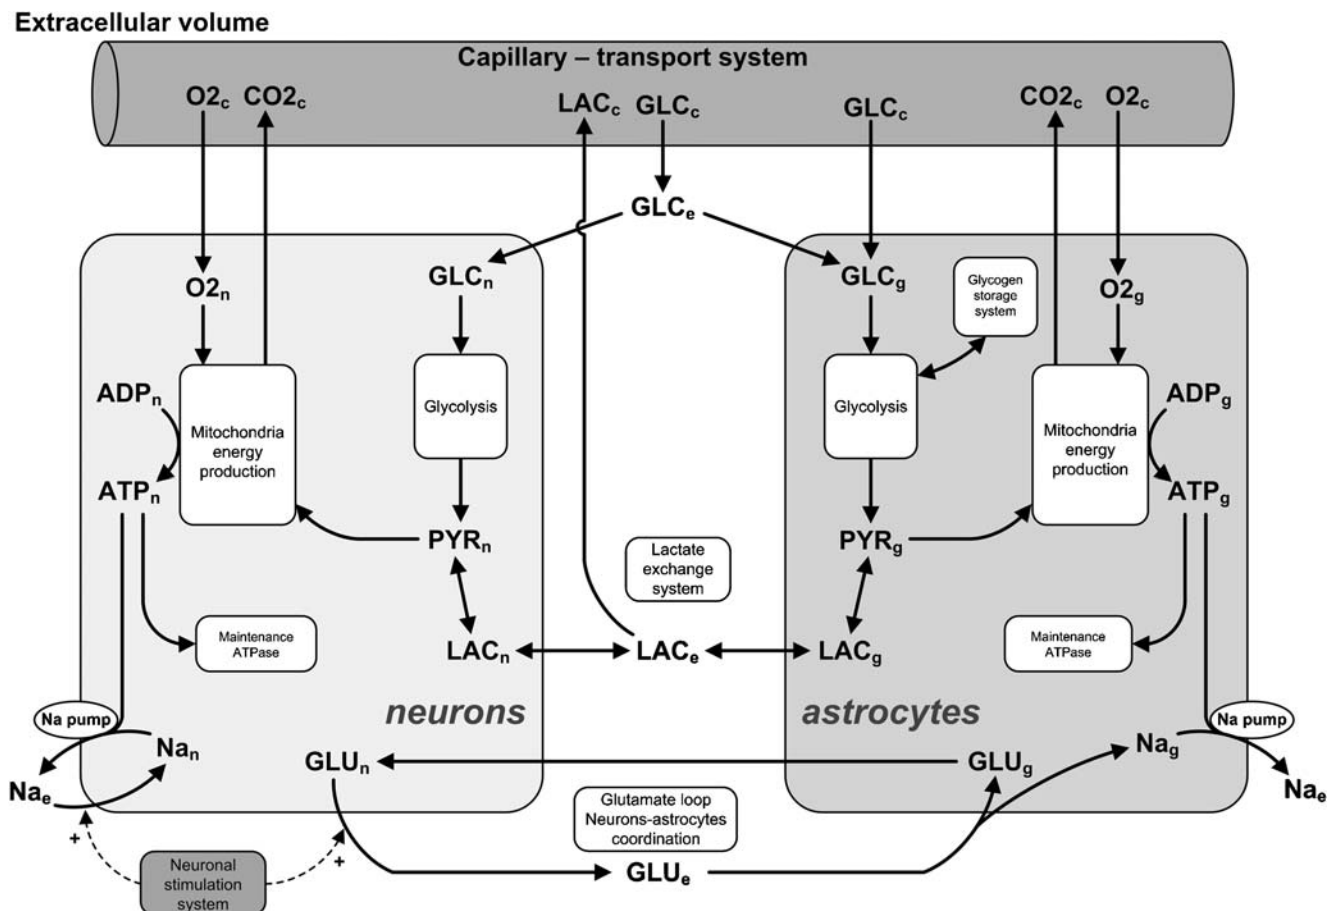 Extracellular volume
Capillary – transport system
O2c CO2c LACc GLCc GLCc CO2c O2c
GLCe
O2n
GLCn
GLCg
Glycogen
storage
system
O2g
ADPn
Mitochondria
energy
production
ATPn
Glycolysis
PYRn
Glycolysis
PYRg
Mitochondria
energy
production
ADPg
ATPg
Lactate
exchange
system
Maintenance
ATPase
LACn
LACe
LACg
Maintenance
ATPase
neurons
astrocytes
Na pump
Nan
Nae
GLUn
GLUg
Nag
Na pump
Nae
Glutamate loop
Neurons-astrocytes
coordination
+
+
Neuronal
stimulation
system
GLUe